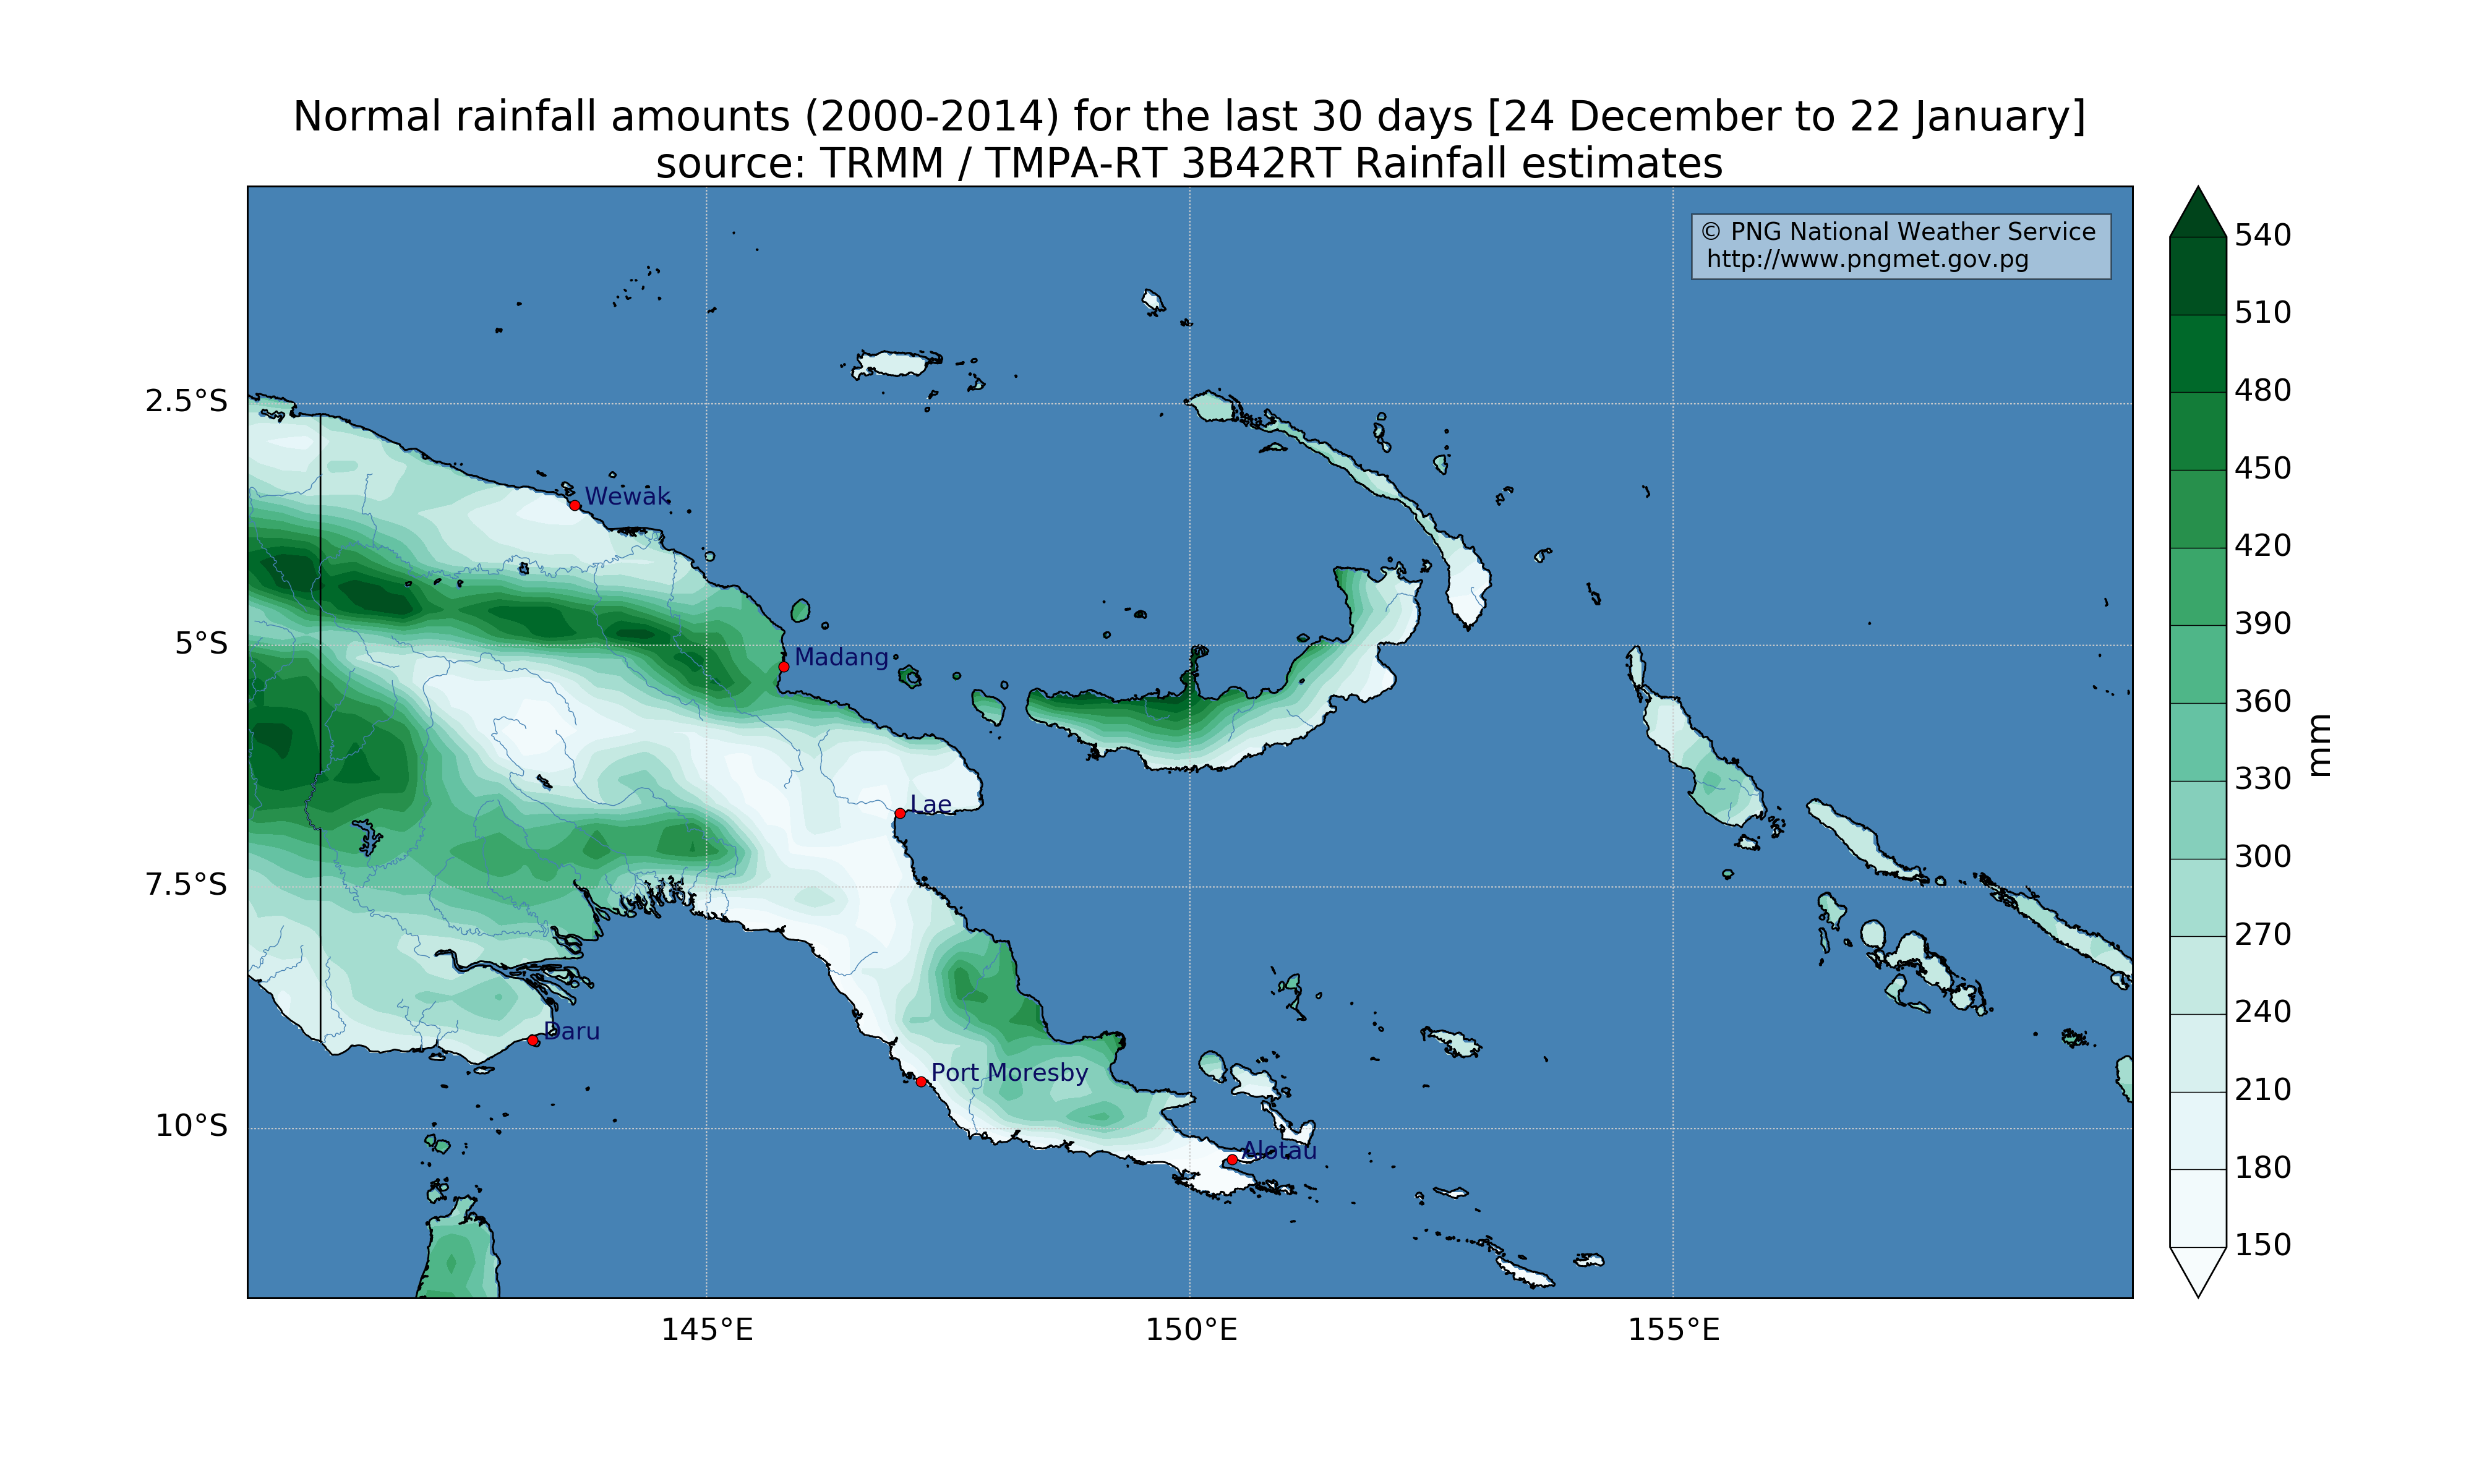 Normal rainfall amounts (2000-2014) for the last 30 days [24 December to 22 January]
source: TRMM / TMPA-RT 3B42RT Rainfall estimates
© PNG National Weather Service
http://www.pngmet.gov.pg
540
510
480
450
420
390
360
330
300
270
240
210
180
150
mm
2.5°S
5°S
7.5°S
10°S
Wewak
Madang
Lae
Daru
Port Moresby
Alotau
145°E
150°E
155°E